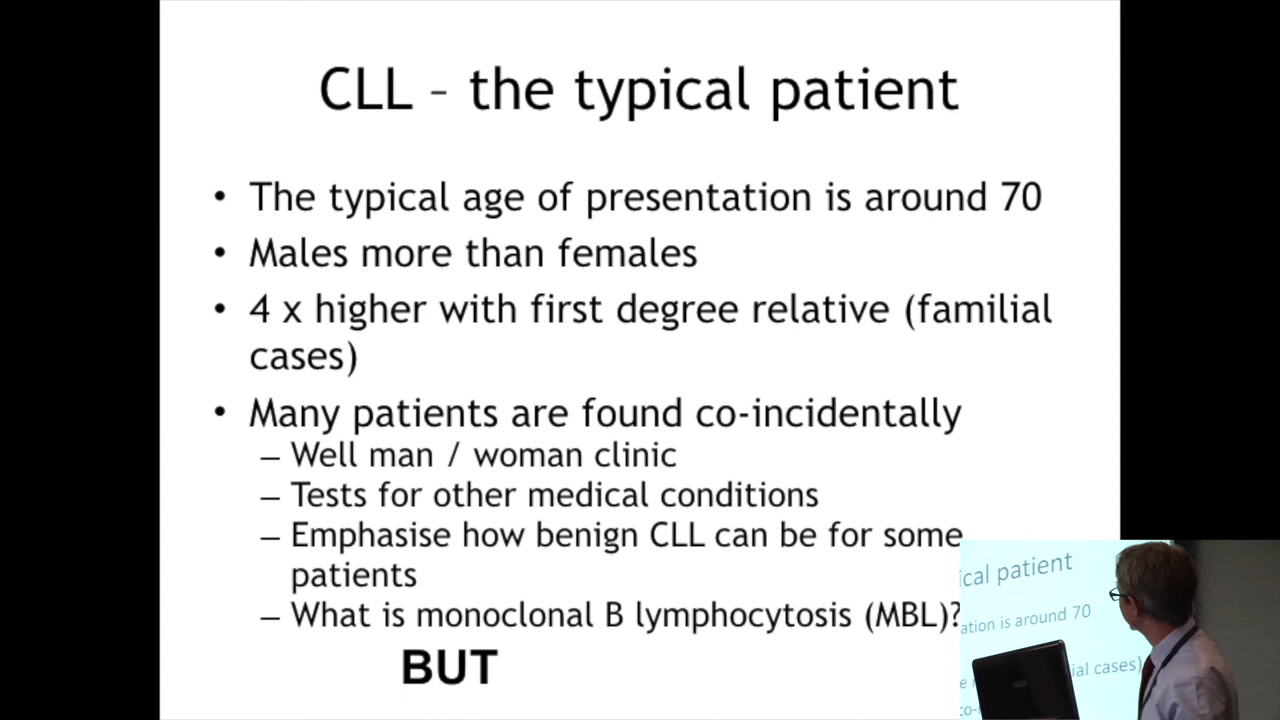 CLL – the typical patient
• The typical age of presentation is around 70
• Males more than females
• 4 x higher with first degree relative (familial
cases)
• Many patients are found co-incidentally
– Well man / woman clinic
– Tests for other medical conditions
– Emphasise how benign CLL can be for some
patients
– What is monoclonal B lymphocytosis (MBL)?
BUT
ical patient
ation is around 70
ial cases)
co-